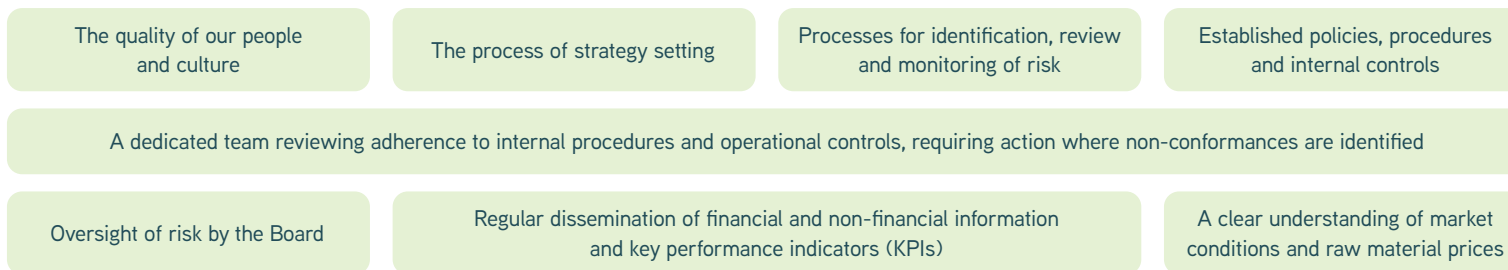 The quality of our people
and culture
The process of strategy setting
Processes for identification, review
and monitoring of risk
Established policies, procedures
and internal controls
A dedicated team reviewing adherence to internal procedures and operational controls, requiring action where non-conformances are identified
Oversight of risk by the Board
Regular dissemination of financial and non-financial information
and key performance indicators (KPIs)
A clear understanding of market
conditions and raw material prices